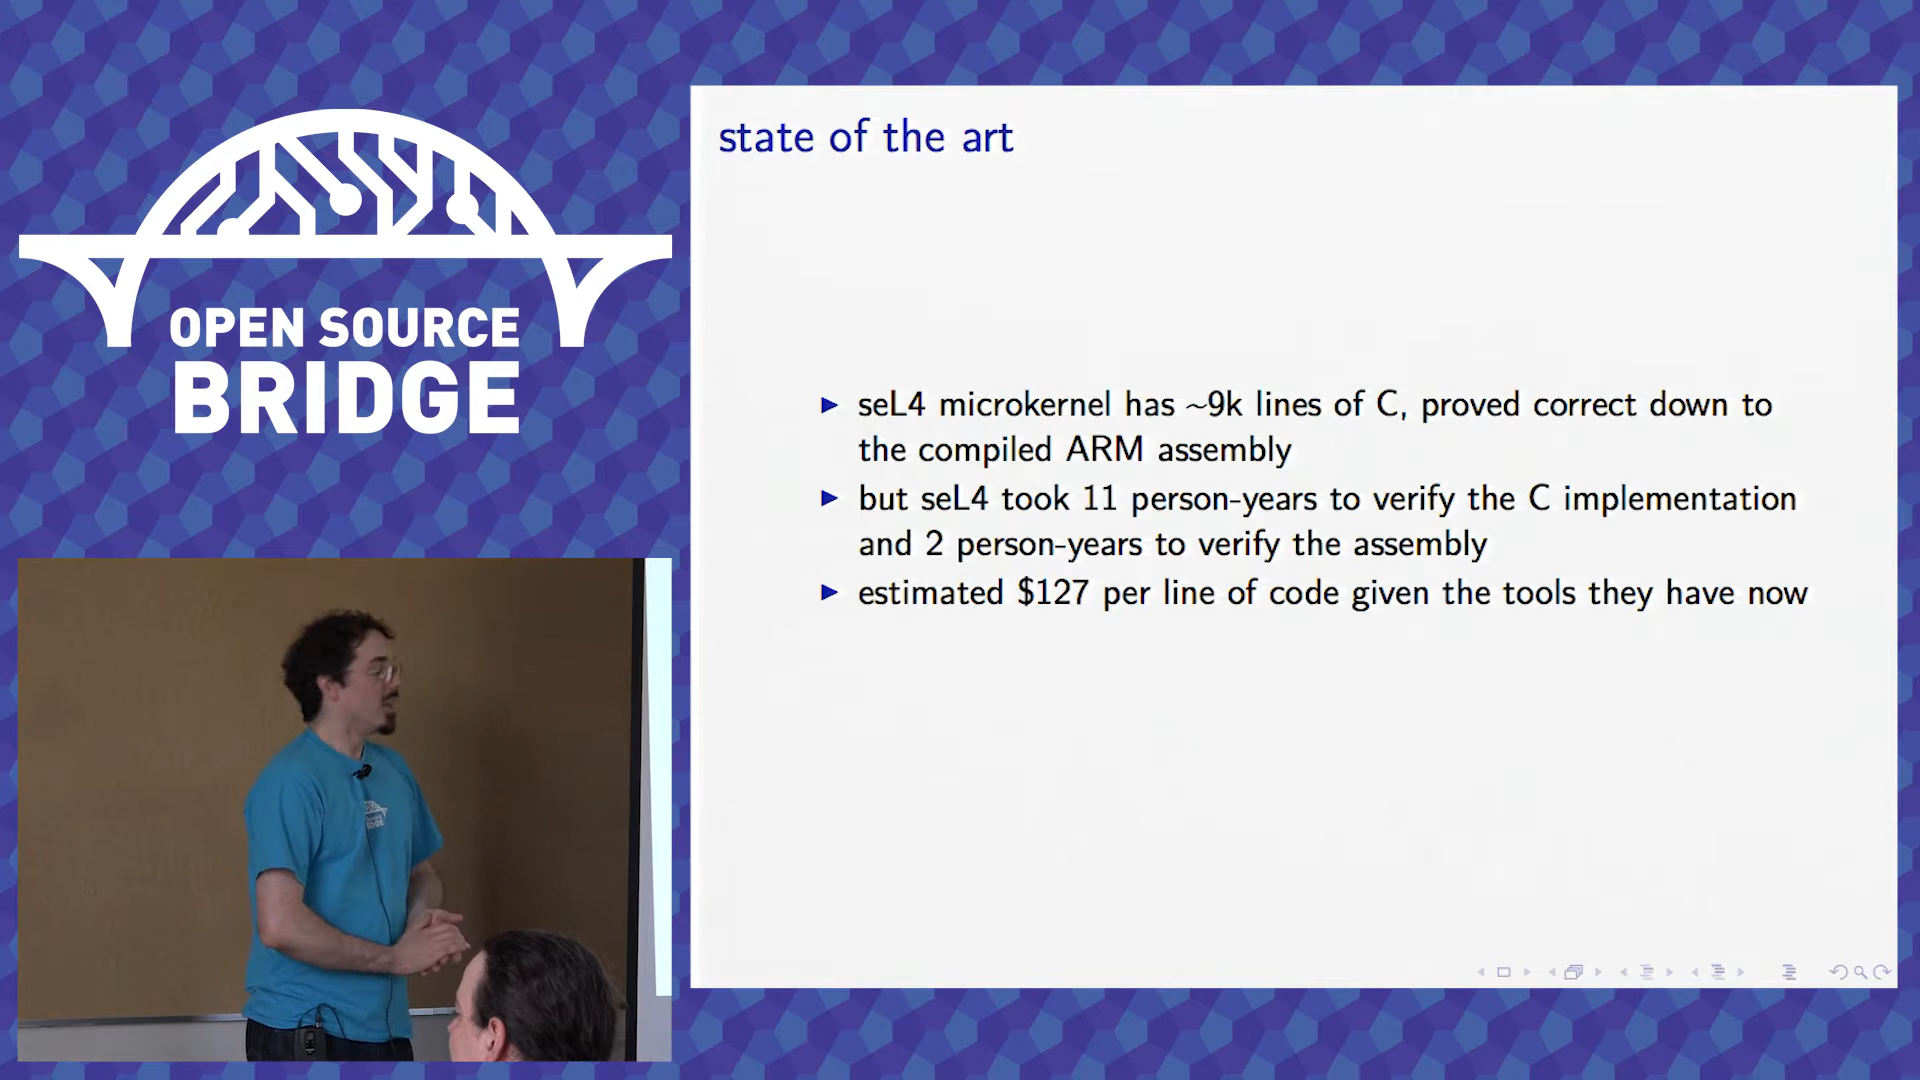 OPEN SOURCE
BRIDGE
state of the art
seL4 microkernel has ~9k lines of C, proved correct down to
the compiled ARM assembly
but seL4 took 11 person-years to verify the C implementation
and 2 person-years to verify the assembly
estimated $127 per line of code given the tools they have now